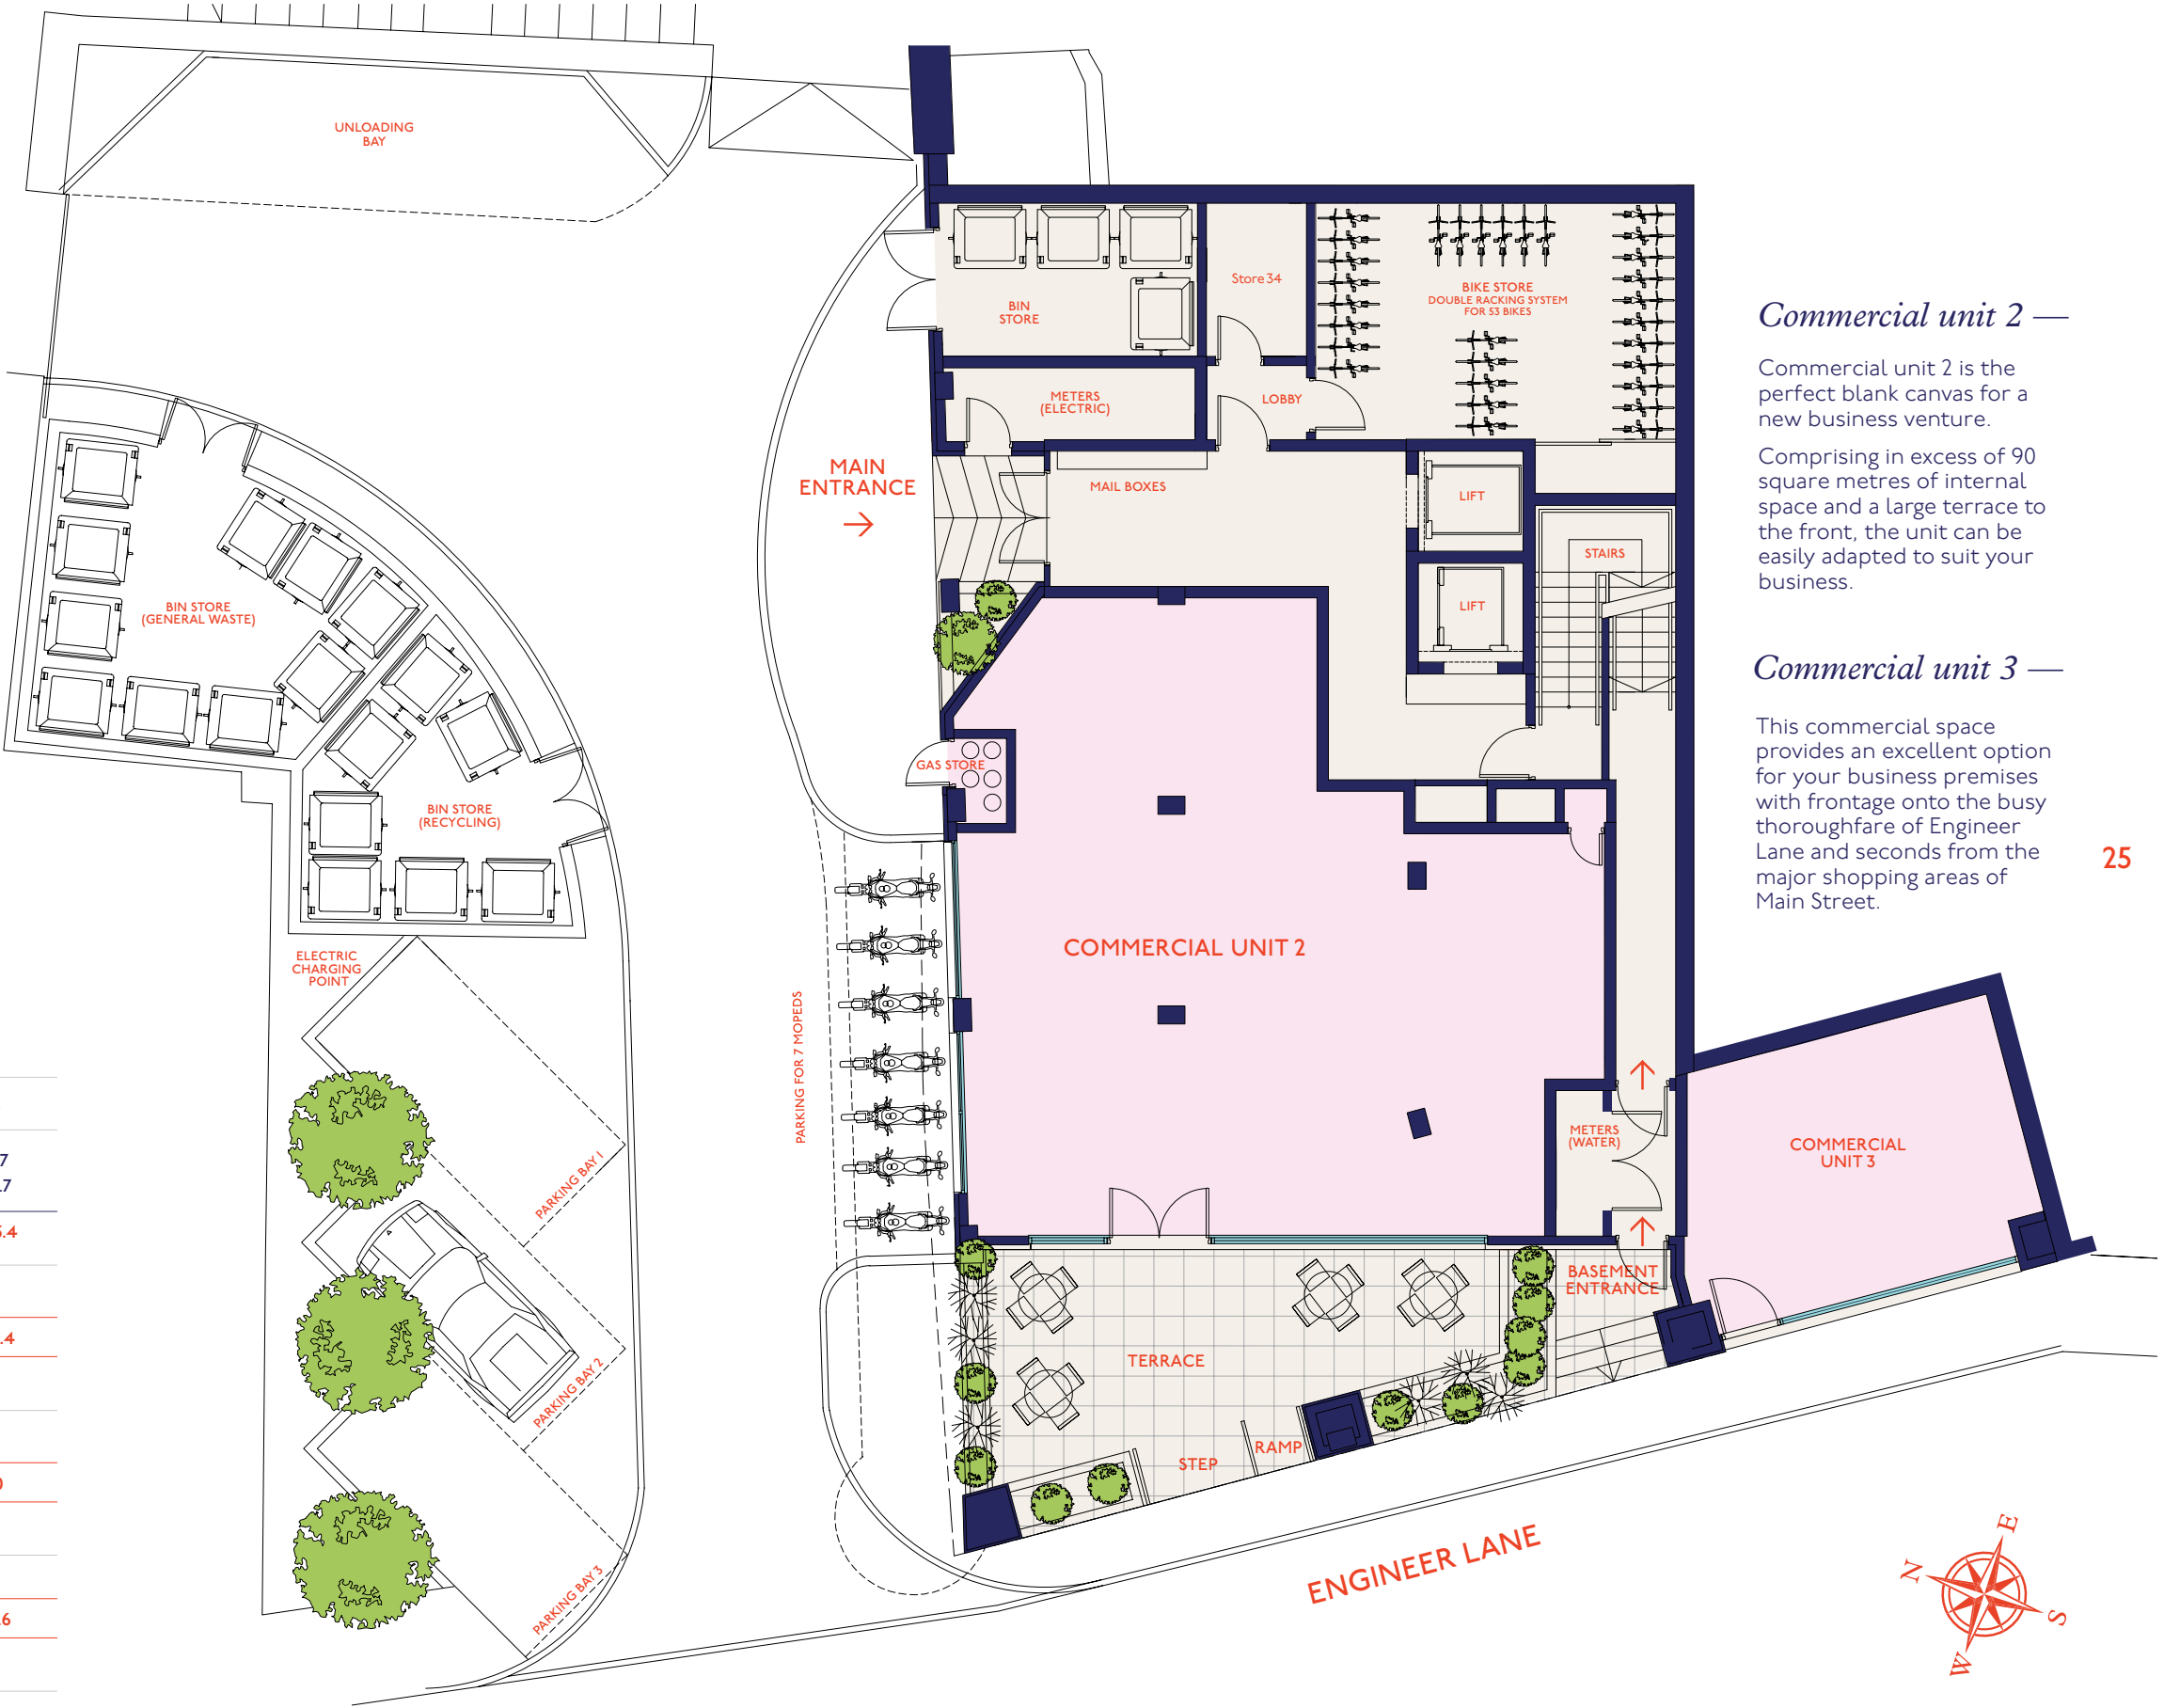 UNLOADING
BAY
BIN
STORE
Store 34
BIKE STORE
DOUBLE RACKING SYSTEM
FOR 53 BIKES
METERS
(ELECTRIC)
LOBBY
MAIN
ENTRANCE
MAIL BOXES
LIFT
STAIRS
LIFT
BIN STORE
(GENERAL WASTE)
GAS STORE
BIN STORE
(RECYCLING)
ELECTRIC
CHARGING
POINT
COMMERCIAL UNIT 2
PARKING FOR 7 MOPEDS
PARKING BAY 1
PARKING BAY 2
PARKING BAY 3
METERS
(WATER)
COMMERCIAL
UNIT 3
BASEMENT
ENTRANCE
TERRACE
STEP
RAMP
ENGINEER LANE
Commercial unit 2 —
Commercial unit 2 is the
perfect blank canvas for a
new business venture.
Comprising in excess of 90
square metres of internal
space and a large terrace to
the front, the unit can be
easily adapted to suit your
business.
Commercial unit 3 —
This commercial space
provides an excellent option
for your business premises
with frontage onto the busy
thoroughfare of Engineer
Lane and seconds from the
major shopping areas of
Main Street.
25
N
E
S
W
7
.7
.4
.4
0
.6